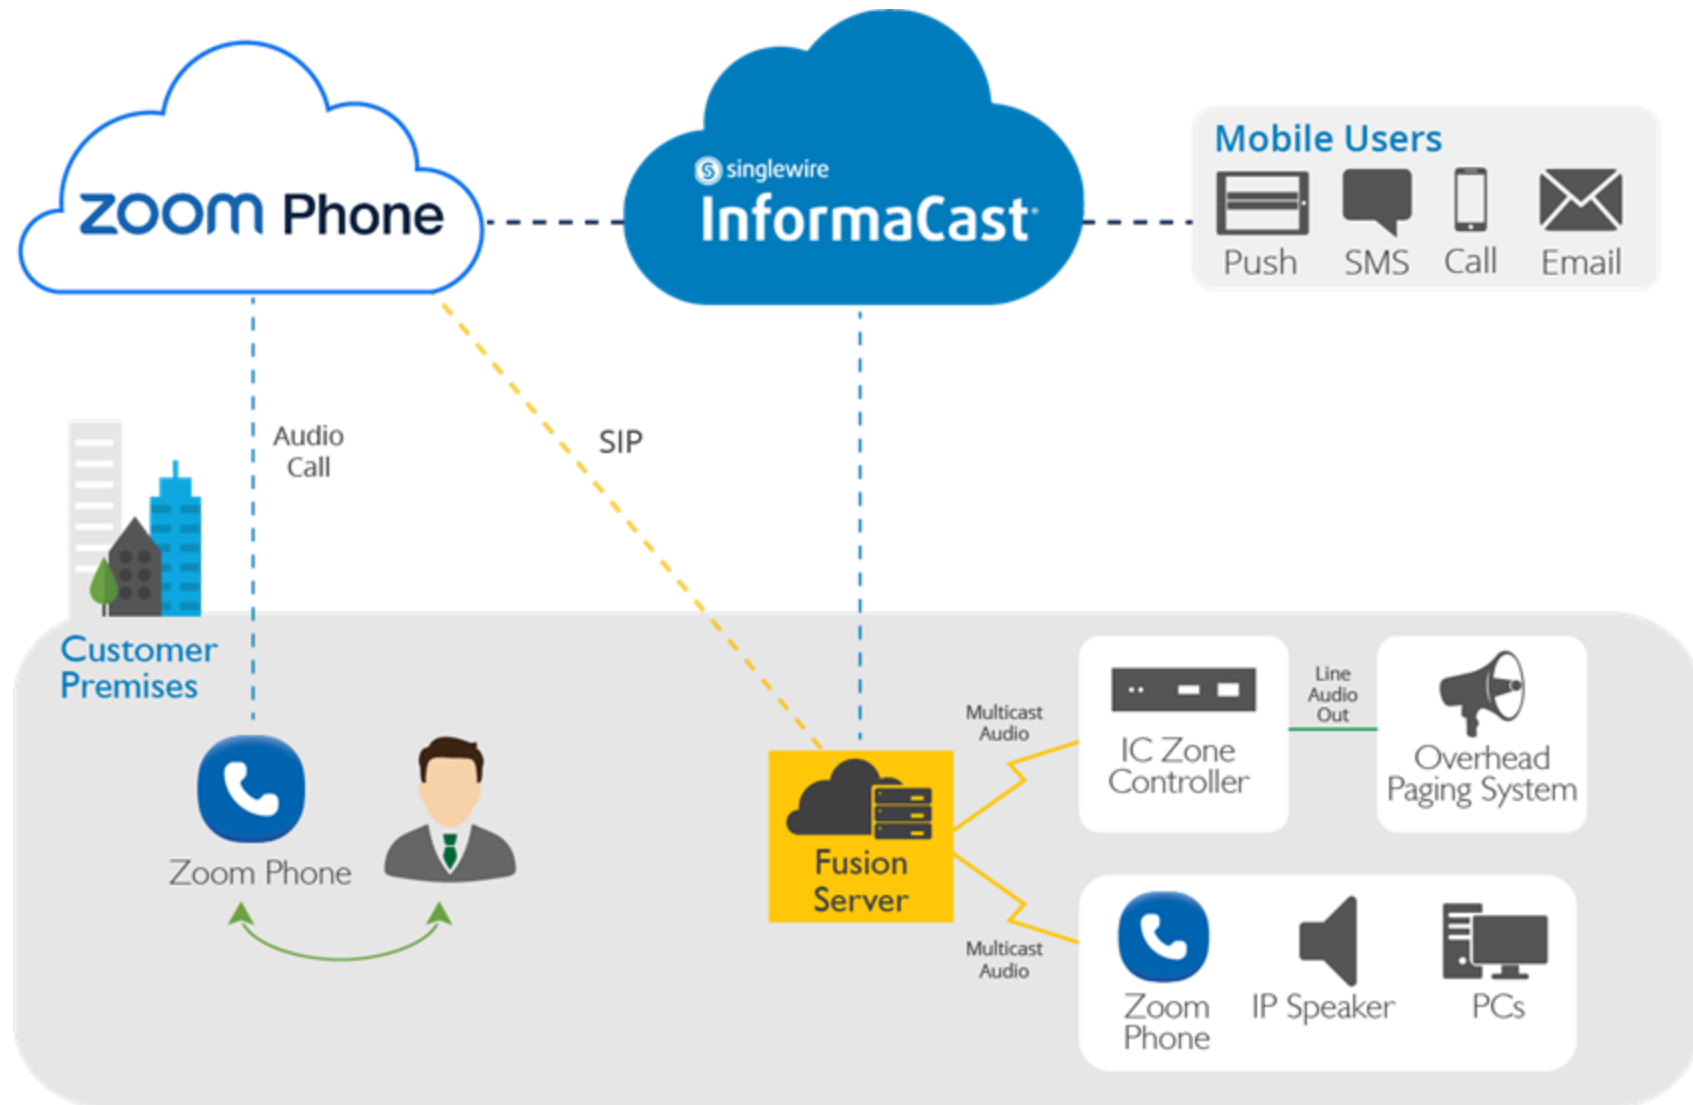 zoom Phone
singlewire
InformaCast
Mobile Users
Push
SMS
Call
Email
Audio
Call
SIP
Customer
Premises
Zoom Phone
Fusion
Server
Multicast
Audio
Multicast
Audio
IC Zone
Controller
Line
Audio
Out
Overhead
Paging System
Zoom
Phone
IP Speaker
PCs